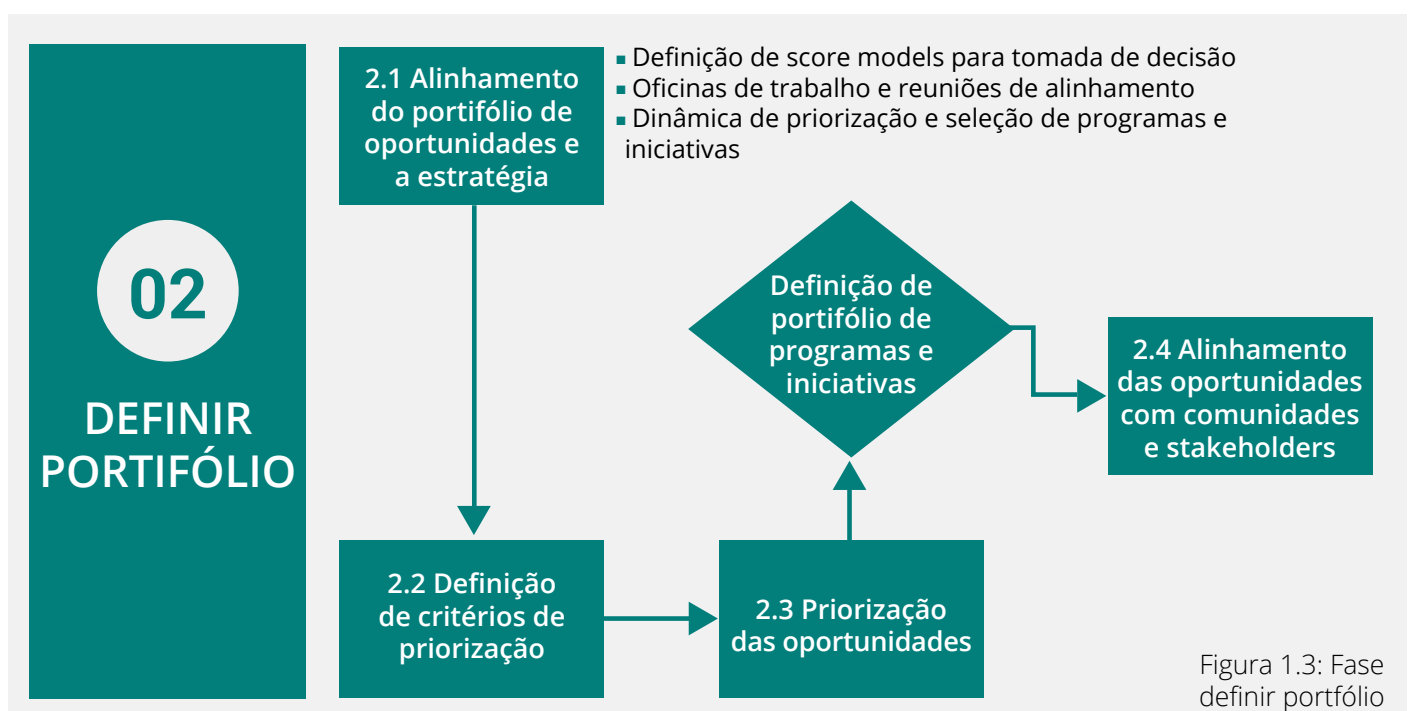 02
DEFINIR
PORTIFÓLIO
2.1 Alinhamento
do portifólio de
oportunidades e
a estratégia
▪ Definição de score models para tomada de decisão
▪ Oficinas de trabalho e reuniões de alinhamento
▪ Dinâmica de priorização e seleção de programas e
iniciativas
2.2 Definição
de critérios de
priorização
2.3 Priorização
das oportunidades
Definição de
portifólio de
programas e
iniciativas
2.4 Alinhamento
das oportunidades
com comunidades
e stakeholders
Figura 1.3: Fase
definir portfólio